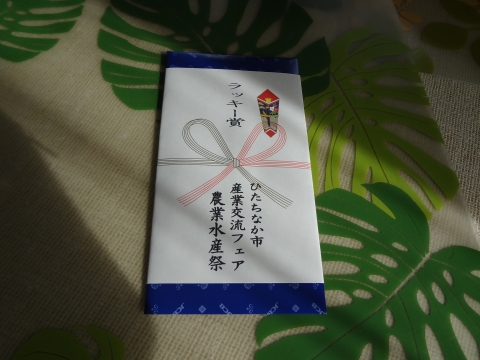 ラッキー賞
ひたちなか市
産業交流フェア
農業水産祭